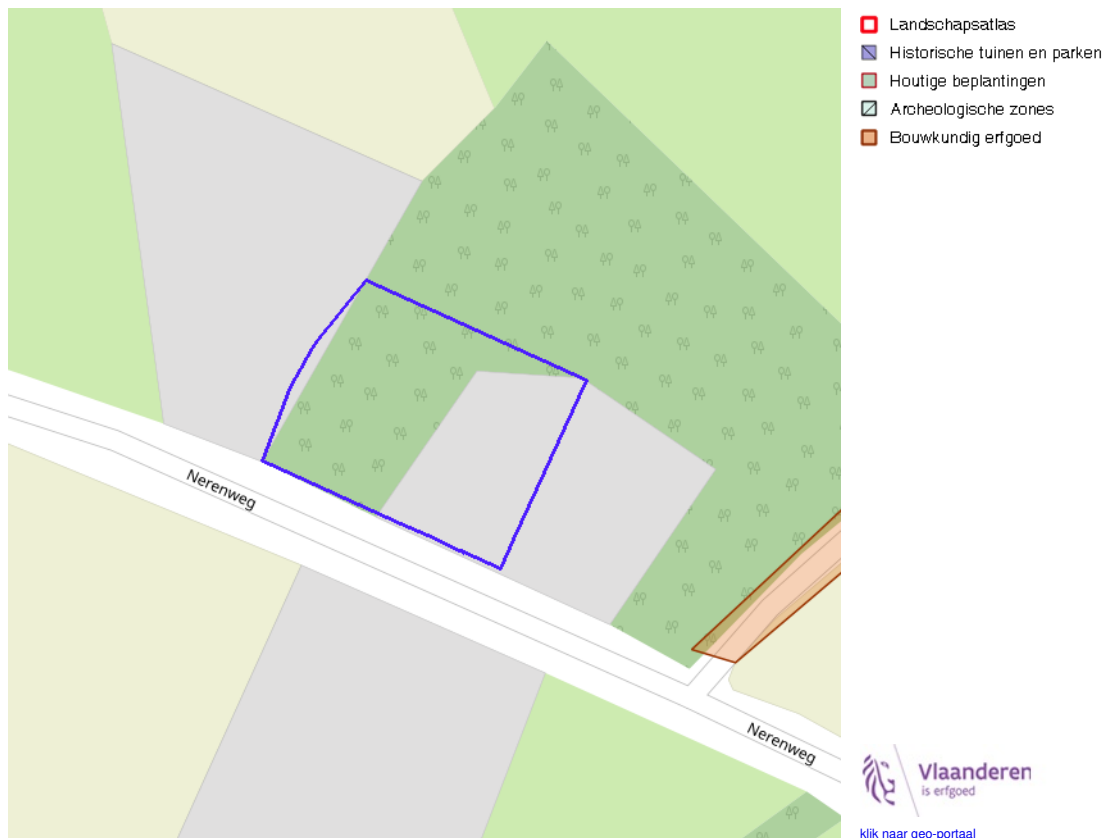 Landschapsatlas
Historische tuinen en parken
Houtige beplantingen
Archeologische zones
Bouwkundig erfgoed
Nerenweg
Nerenweg
Vlaanderen
is erfgoed
klik naar geo-portaal